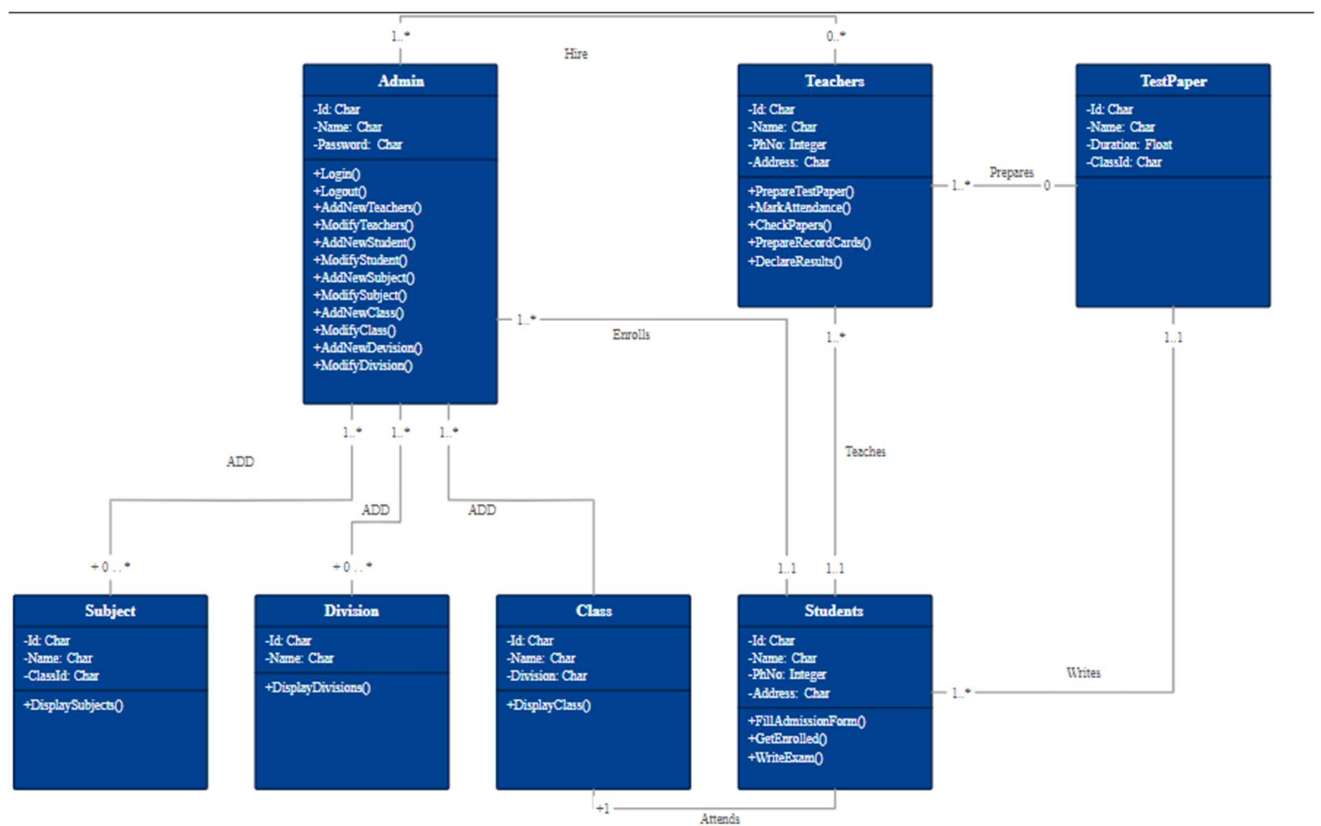 1..*
0..*
Hire
Admin
-Id: Char
-Name: Char
-Password: Char
+Login()
+Logout()
+AddNewTeachers()
+ModifyTeachers()
+AddNewStudent()
+ModifyStudent()
+AddNewSubject()
+ModifySubject()
+AddNewClass()
+ModifyClass()
+AddNewDevision()
+ModifyDivision()
Teachers
-Id: Char
-Name: Char
-PhNo: Integer
-Address: Char
+PrepareTestPaper()
+MarkAttendance()
+CheckPapers()
+PrepareRecordCards()
+DeclareResults()
TestPaper
-Id: Char
-Name: Char
-Duration: Float
-ClassId: Char
Prepares
1..*
0
1..*
Enrolls
1..*
1..1
1..*
1..*
1..*
ADD
ADD
ADD
Teaches
+0 ..*
+0 ..*
1..1
1..1
Subject
-Id: Char
-Name: Char
-ClassId: Char
+DisplaySubjects()
Division
-Id: Char
-Name: Char
+DisplayDivisions()
Class
-Id: Char
-Name: Char
-Division: Char
+DisplayClass()
Students
-Id: Char
-Name: Char
-PhNo: Integer
-Address: Char
+FillAdmissionForm()
+GetEnrolled()
+WriteExam()
1..*
Writes
+1
Attends